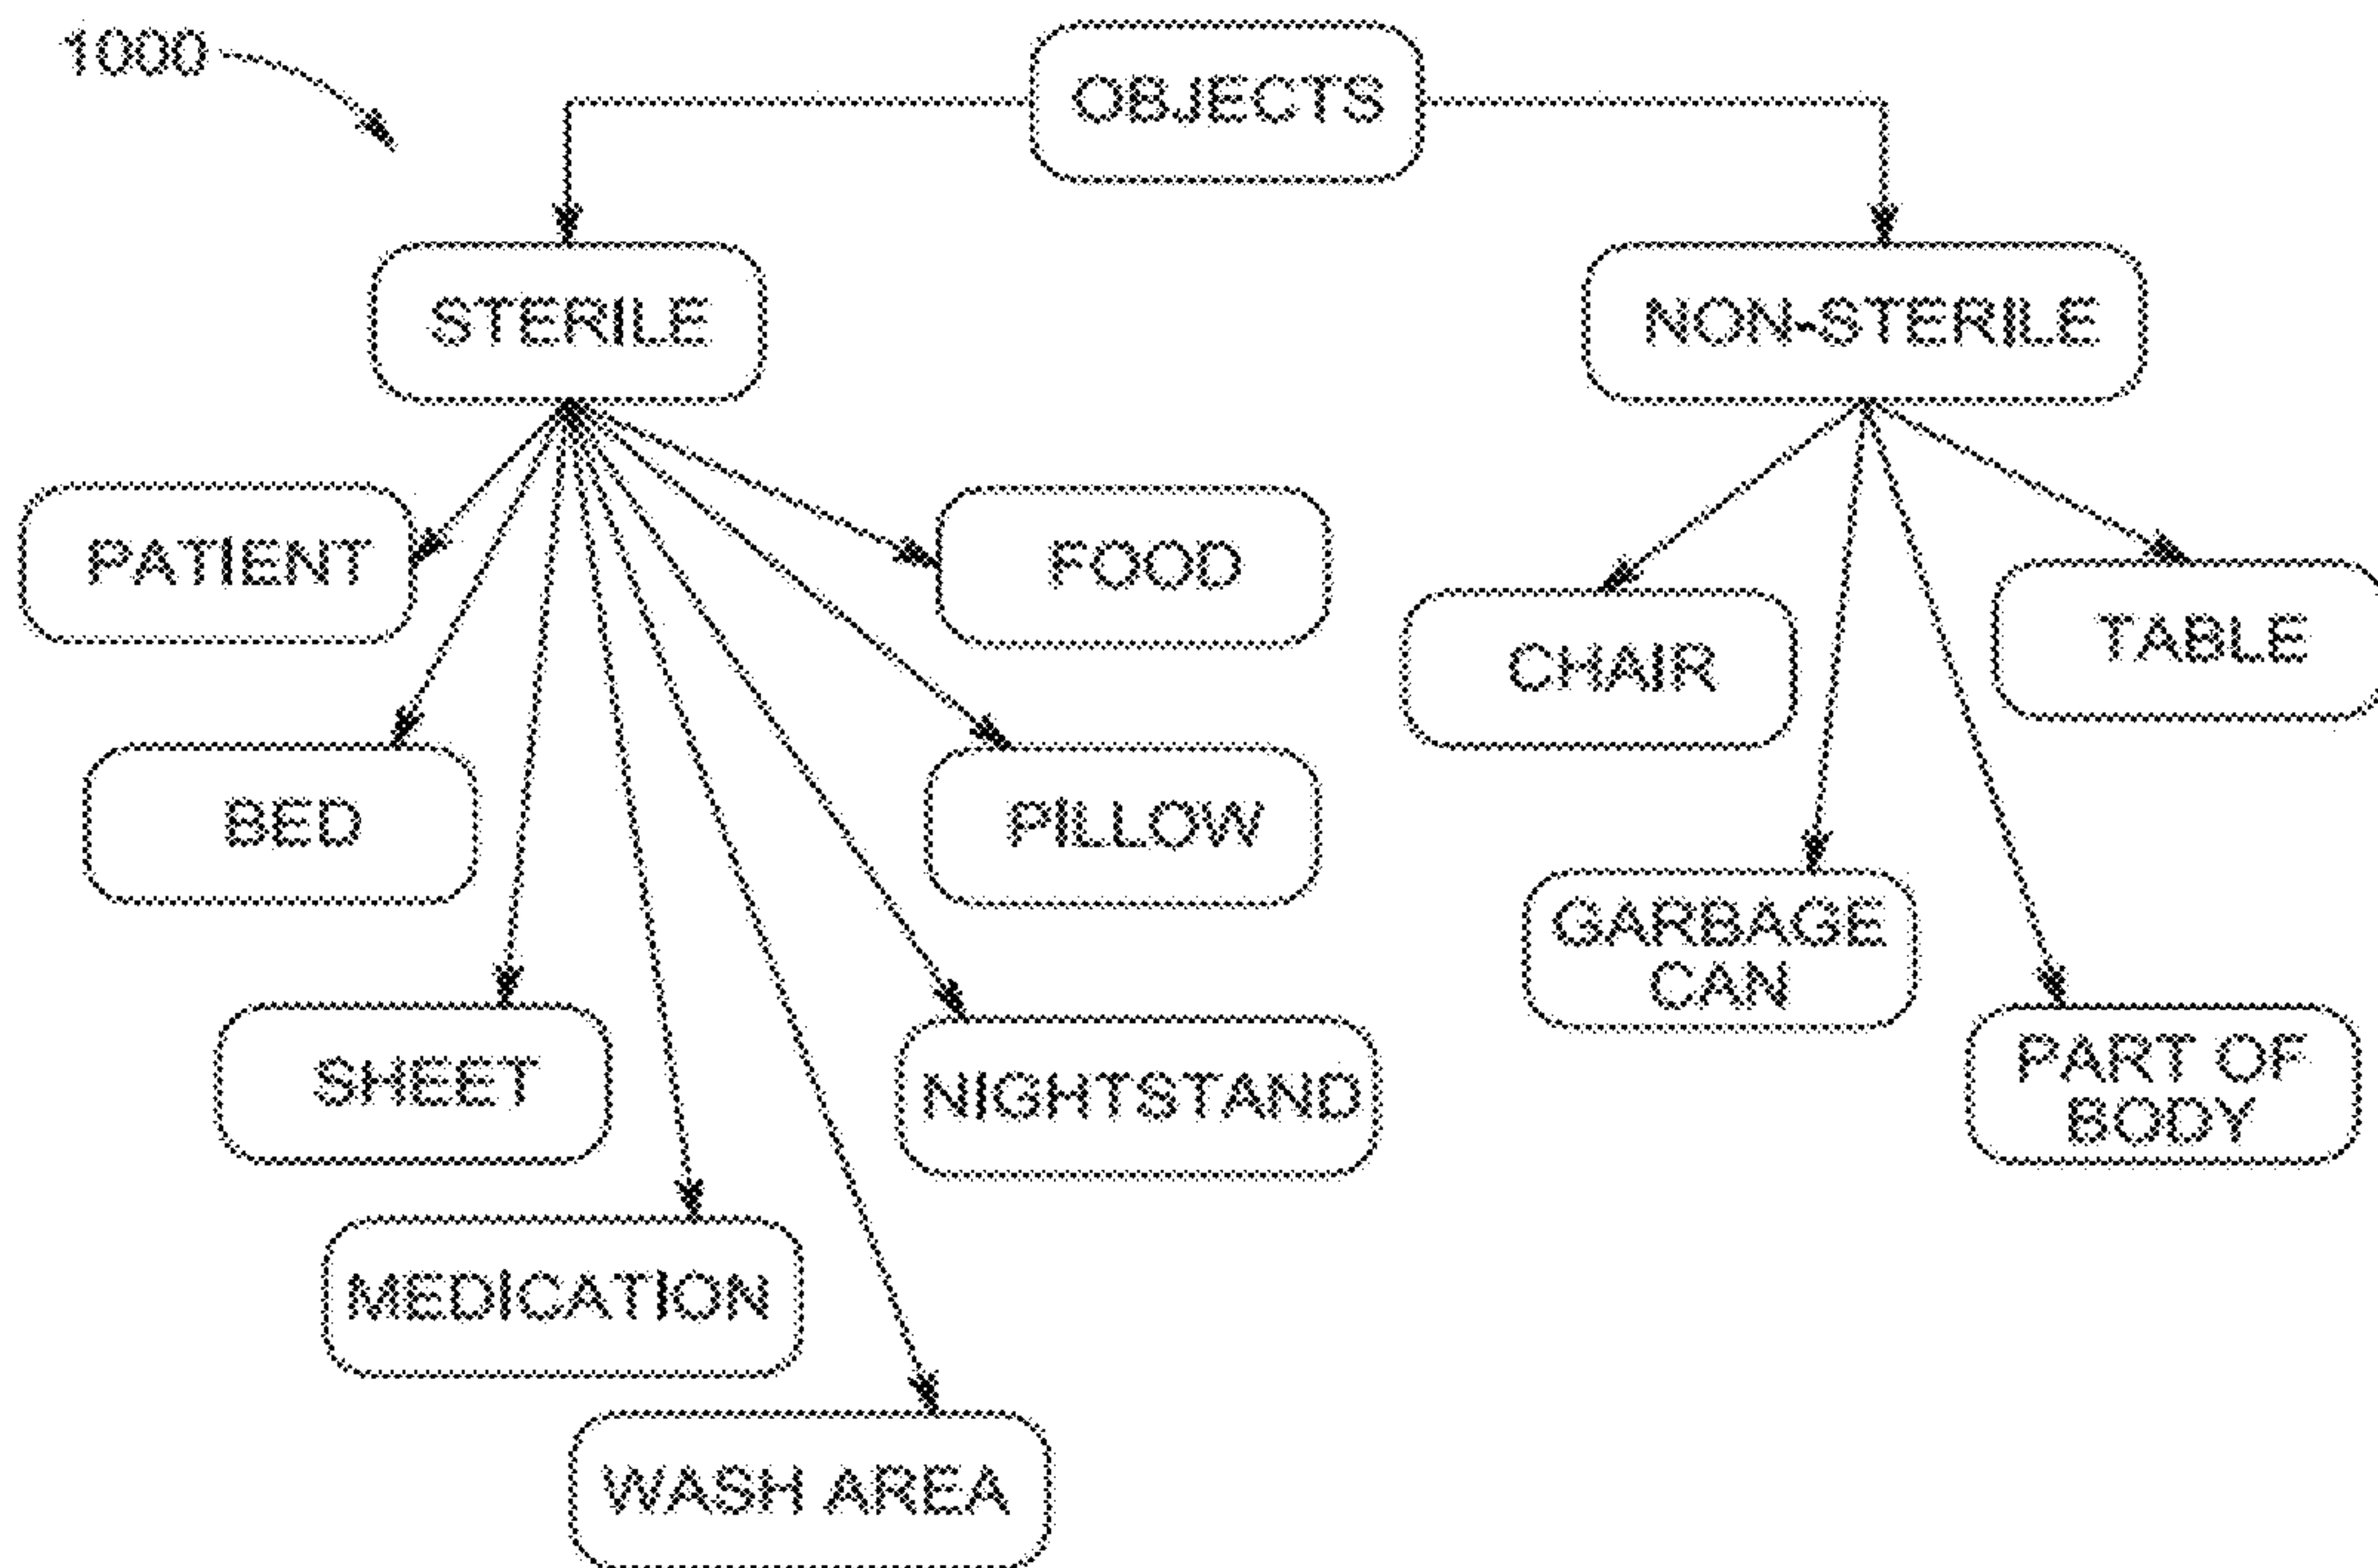 1000
OBJECTS
STERILE
NON-STERILE
PATIENT
FOOD
CHAIR
TABLE
BED
PILLOW
GARBAGE
CAN
SHEET
NIGHTSTAND
PART OF
BODY
MEDICATION
WASH AREA